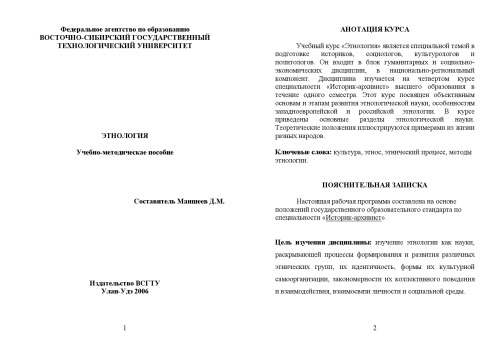 Федеральное агентство по образованию
ВОСТОЧНО-СИБИРСКИЙ ГОСУДАРСТВЕННЫЙ
ТЕХНОЛОГИЧЕСКИЙ УНИВЕРСИТЕТ
ЭТНОЛОГИЯ
Учебно-методическое пособие
Составитель Маншеев Д.М.
Издательство ВСГТУ
Улан-Удэ 2006
1
АНОТАЦИЯ КУРСА
Учебный курс «Этнология» является специальной темой в
подготовке историков, социологов, культурологов и
политологов. Он входит в блок гуманитарных и социально-
экономических дисциплин, в национально-региональный
компонент. Дисциплина изучается на четвертом курсе
специальности «Историк-архивист» высшего образования в
течение одного семестра. Этот курс посвящен объективным
основам и этапам развития этнологической науки, особенностям
западноевропейской и российской этнологии. В курсе
приведены основные разделы этнологической науки.
Теоретические положения иллюстрируются примерами из жизни
разных народов.
Ключевые слова: культура, этнос, этнический процесс, методы
этнологии.
ПОЯСНИТЕЛЬНАЯ ЗАПИСКА
Настоящая рабочая программа составлена на основе
положений государственного образовательного стандарта по
специальности «Историк-архивист».
Цель изучения дисциплины: изучение этнологии как науки,
раскрывающей процессы формирования и развития различных
этнических групп, их идентичность, формы их культурной
самоорганизации, закономерности их коллективного поведения
и взаимодействия, взаимосвязи личности и социальной среды.
2